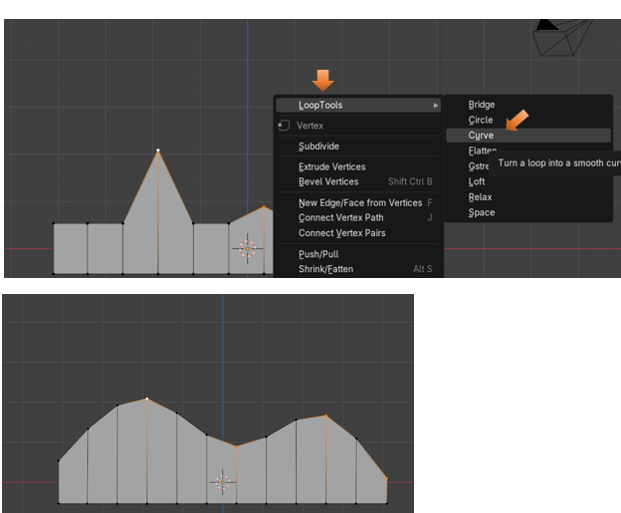 LoopTools
Vertex
Subdivide
Extrude Vertices
Bevel Vertices Shift Ctrl B
New Edge/Face from Vertices F
Connect Vertex Path J
Connect Vertex Pairs
Push/Pull
Shrink/Fatten Alt S
Bridge
Circle
Curve
Flatten
Gstre
Turn a loop into a smooth cur
Loft
Relax
Space